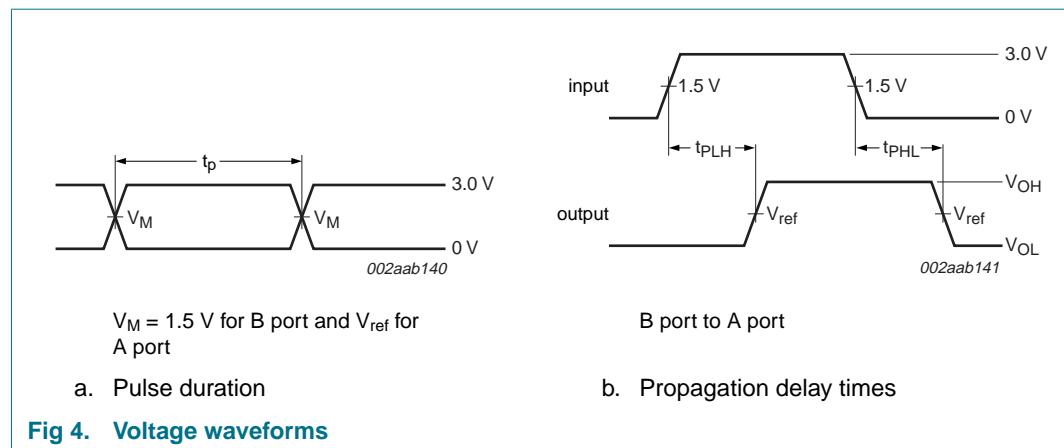 t_p
V_M
V_M
3.0 V
0 V
002aab140
V_M = 1.5 V for B port and V_ref for
A port
a. Pulse duration
input
1.5 V
1.5 V
3.0 V
0 V
t_PLH
t_PHL
output
V_ref
V_ref
V_OH
V_OL
002aab141
B port to A port
b. Propagation delay times
Fig 4. Voltage waveforms